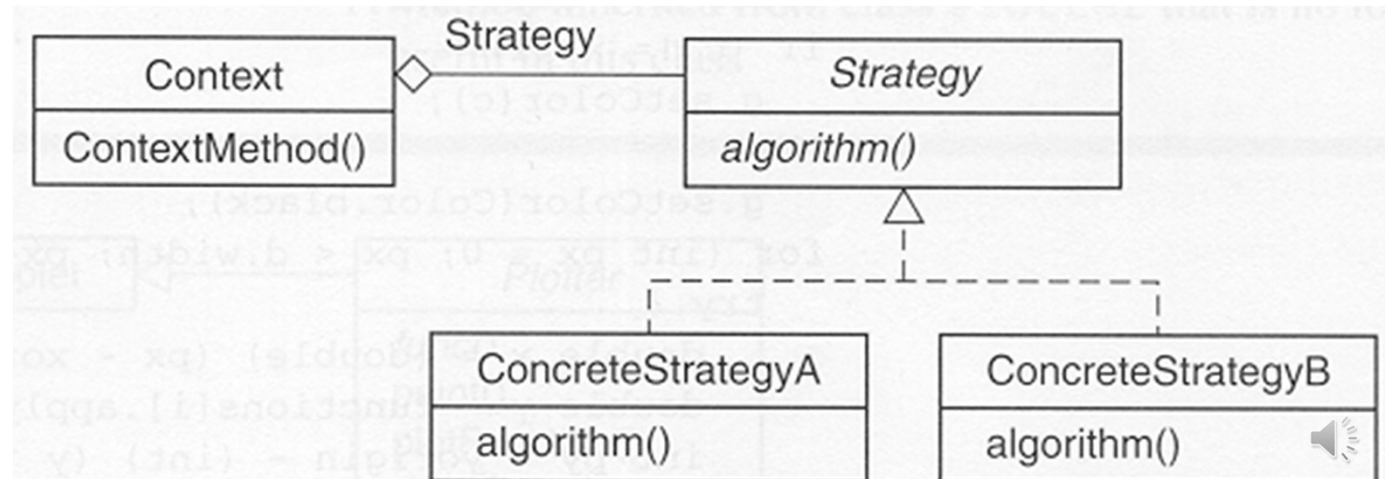 Strategy
Context
Strategy
ContextMethod()
algorithm()
ConcreteStrategyA
ConcreteStrategyB
algorithm()
algorithm()